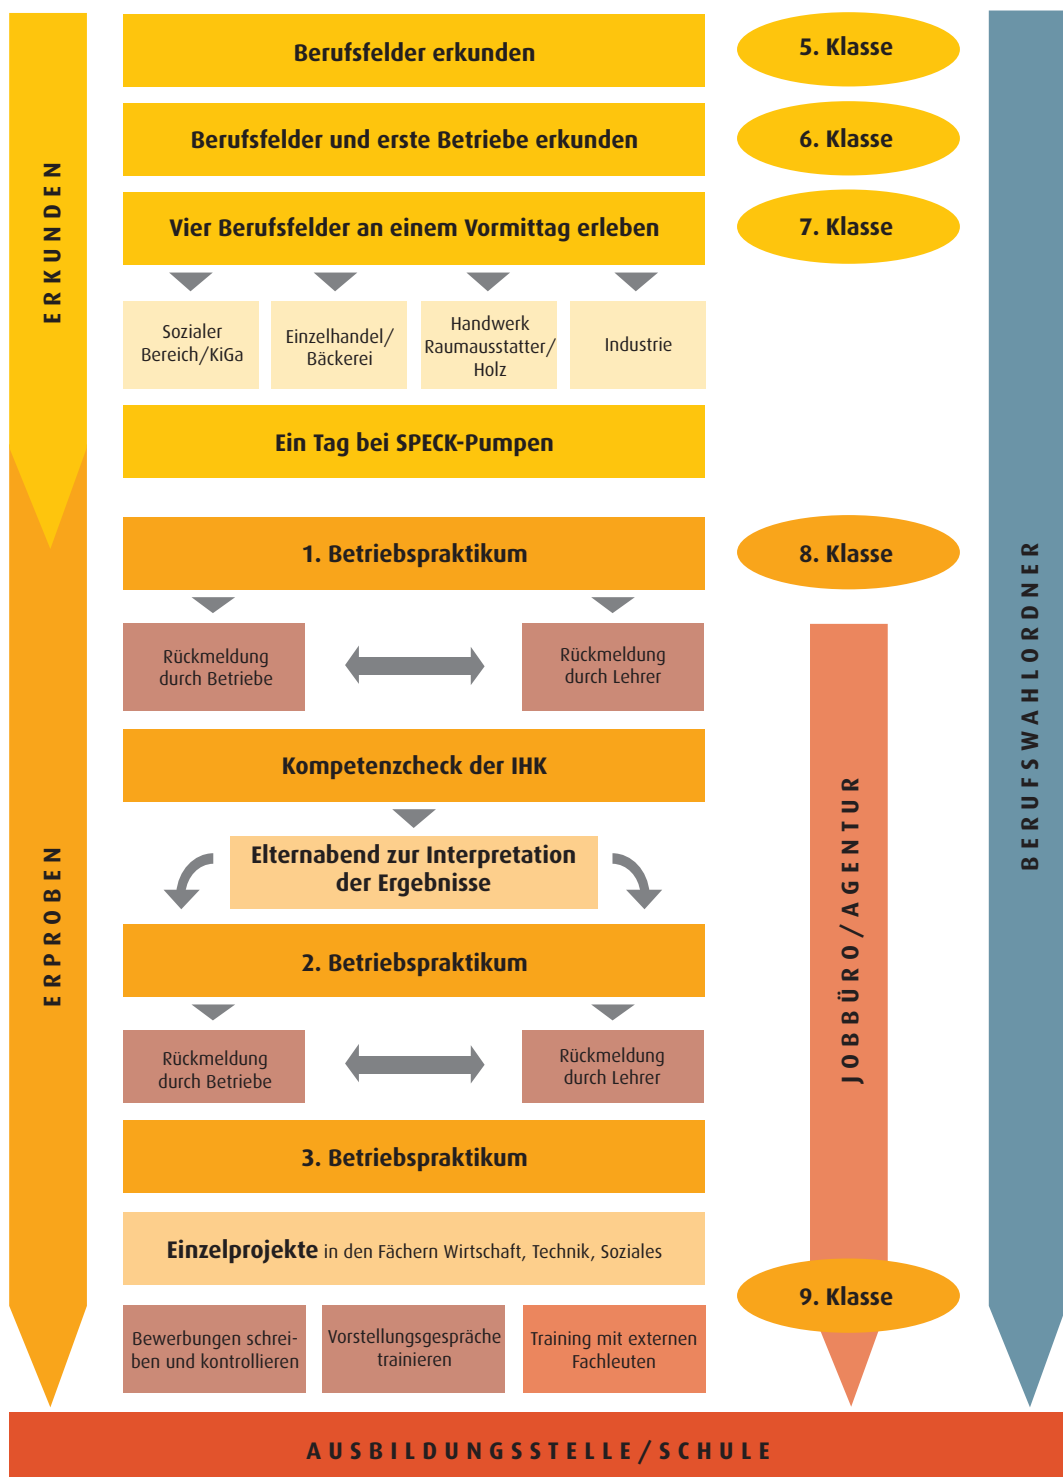 Berufsfelder erkunden
5. Klasse
Berufsfelder und erste Betriebe erkunden
6. Klasse
Vier Berufsfelder an einem Vormittag erleben
7. Klasse
Sozialer
Bereich/KiGa
Einzelhandel/
Bäckerei
Handwerk
Raumausstatter/
Holz
Industrie
Ein Tag bei SPECK-Pumpen
ERKUNDEN
1. Betriebspraktikum
8. Klasse
Rückmeldung
durch Betriebe
Rückmeldung
durch Lehrer
Kompetenzcheck der IHK
Elternabend zur Interpretation
der Ergebnisse
2. Betriebspraktikum
Rückmeldung
durch Betriebe
Rückmeldung
durch Lehrer
3. Betriebspraktikum
Einzelprojekte in den Fächern Wirtschaft, Technik, Soziales
9. Klasse
Bewerbungen schrei-
ben und kontrollieren
Vorstellungsgespräche
trainieren
Training mit externen
Fachleuten
ERPROBEN
JOBBÜRO/AGENTUR
BERUFSWAHLORDNER
AUSBILDUNGSSTELLE/SCHULE